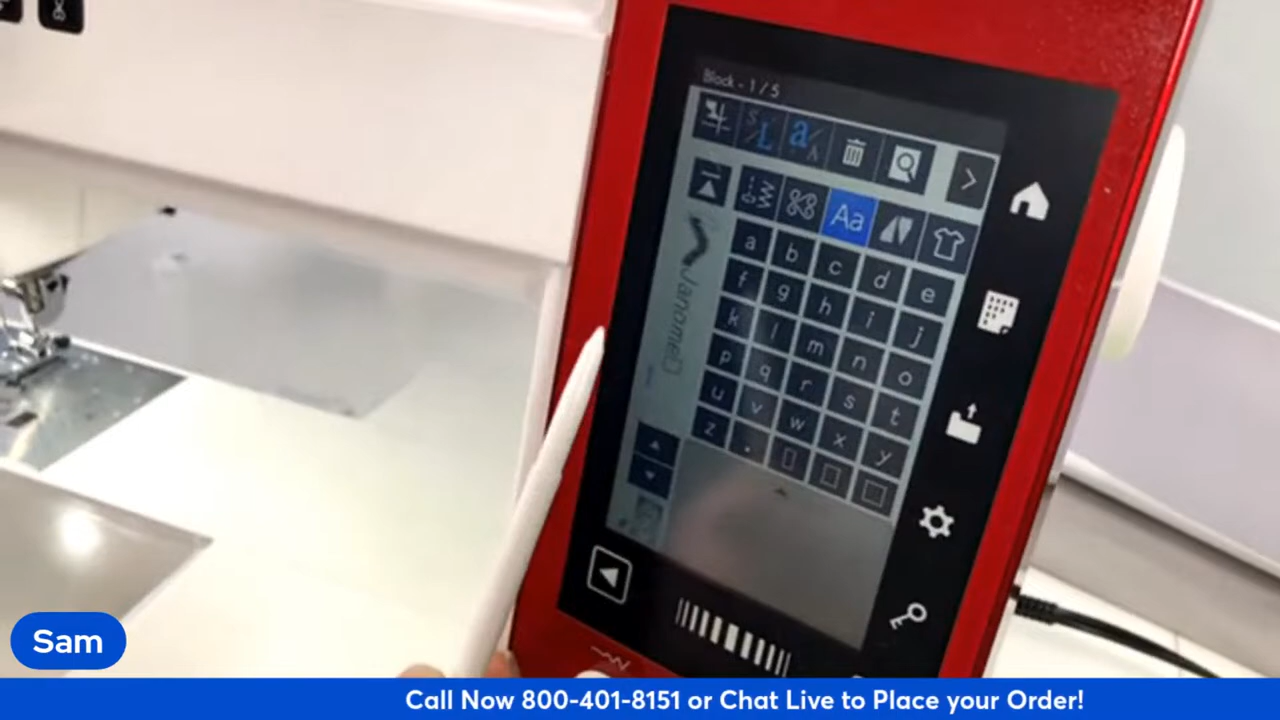 Block - 1 / 5
S/L a/A
Aa
Janome
a b c d e
f g h i j
k l m n o
p q r s t
u v w x y
z .
Sam
Call Now 800-401-8151 or Chat Live to Place your Order!